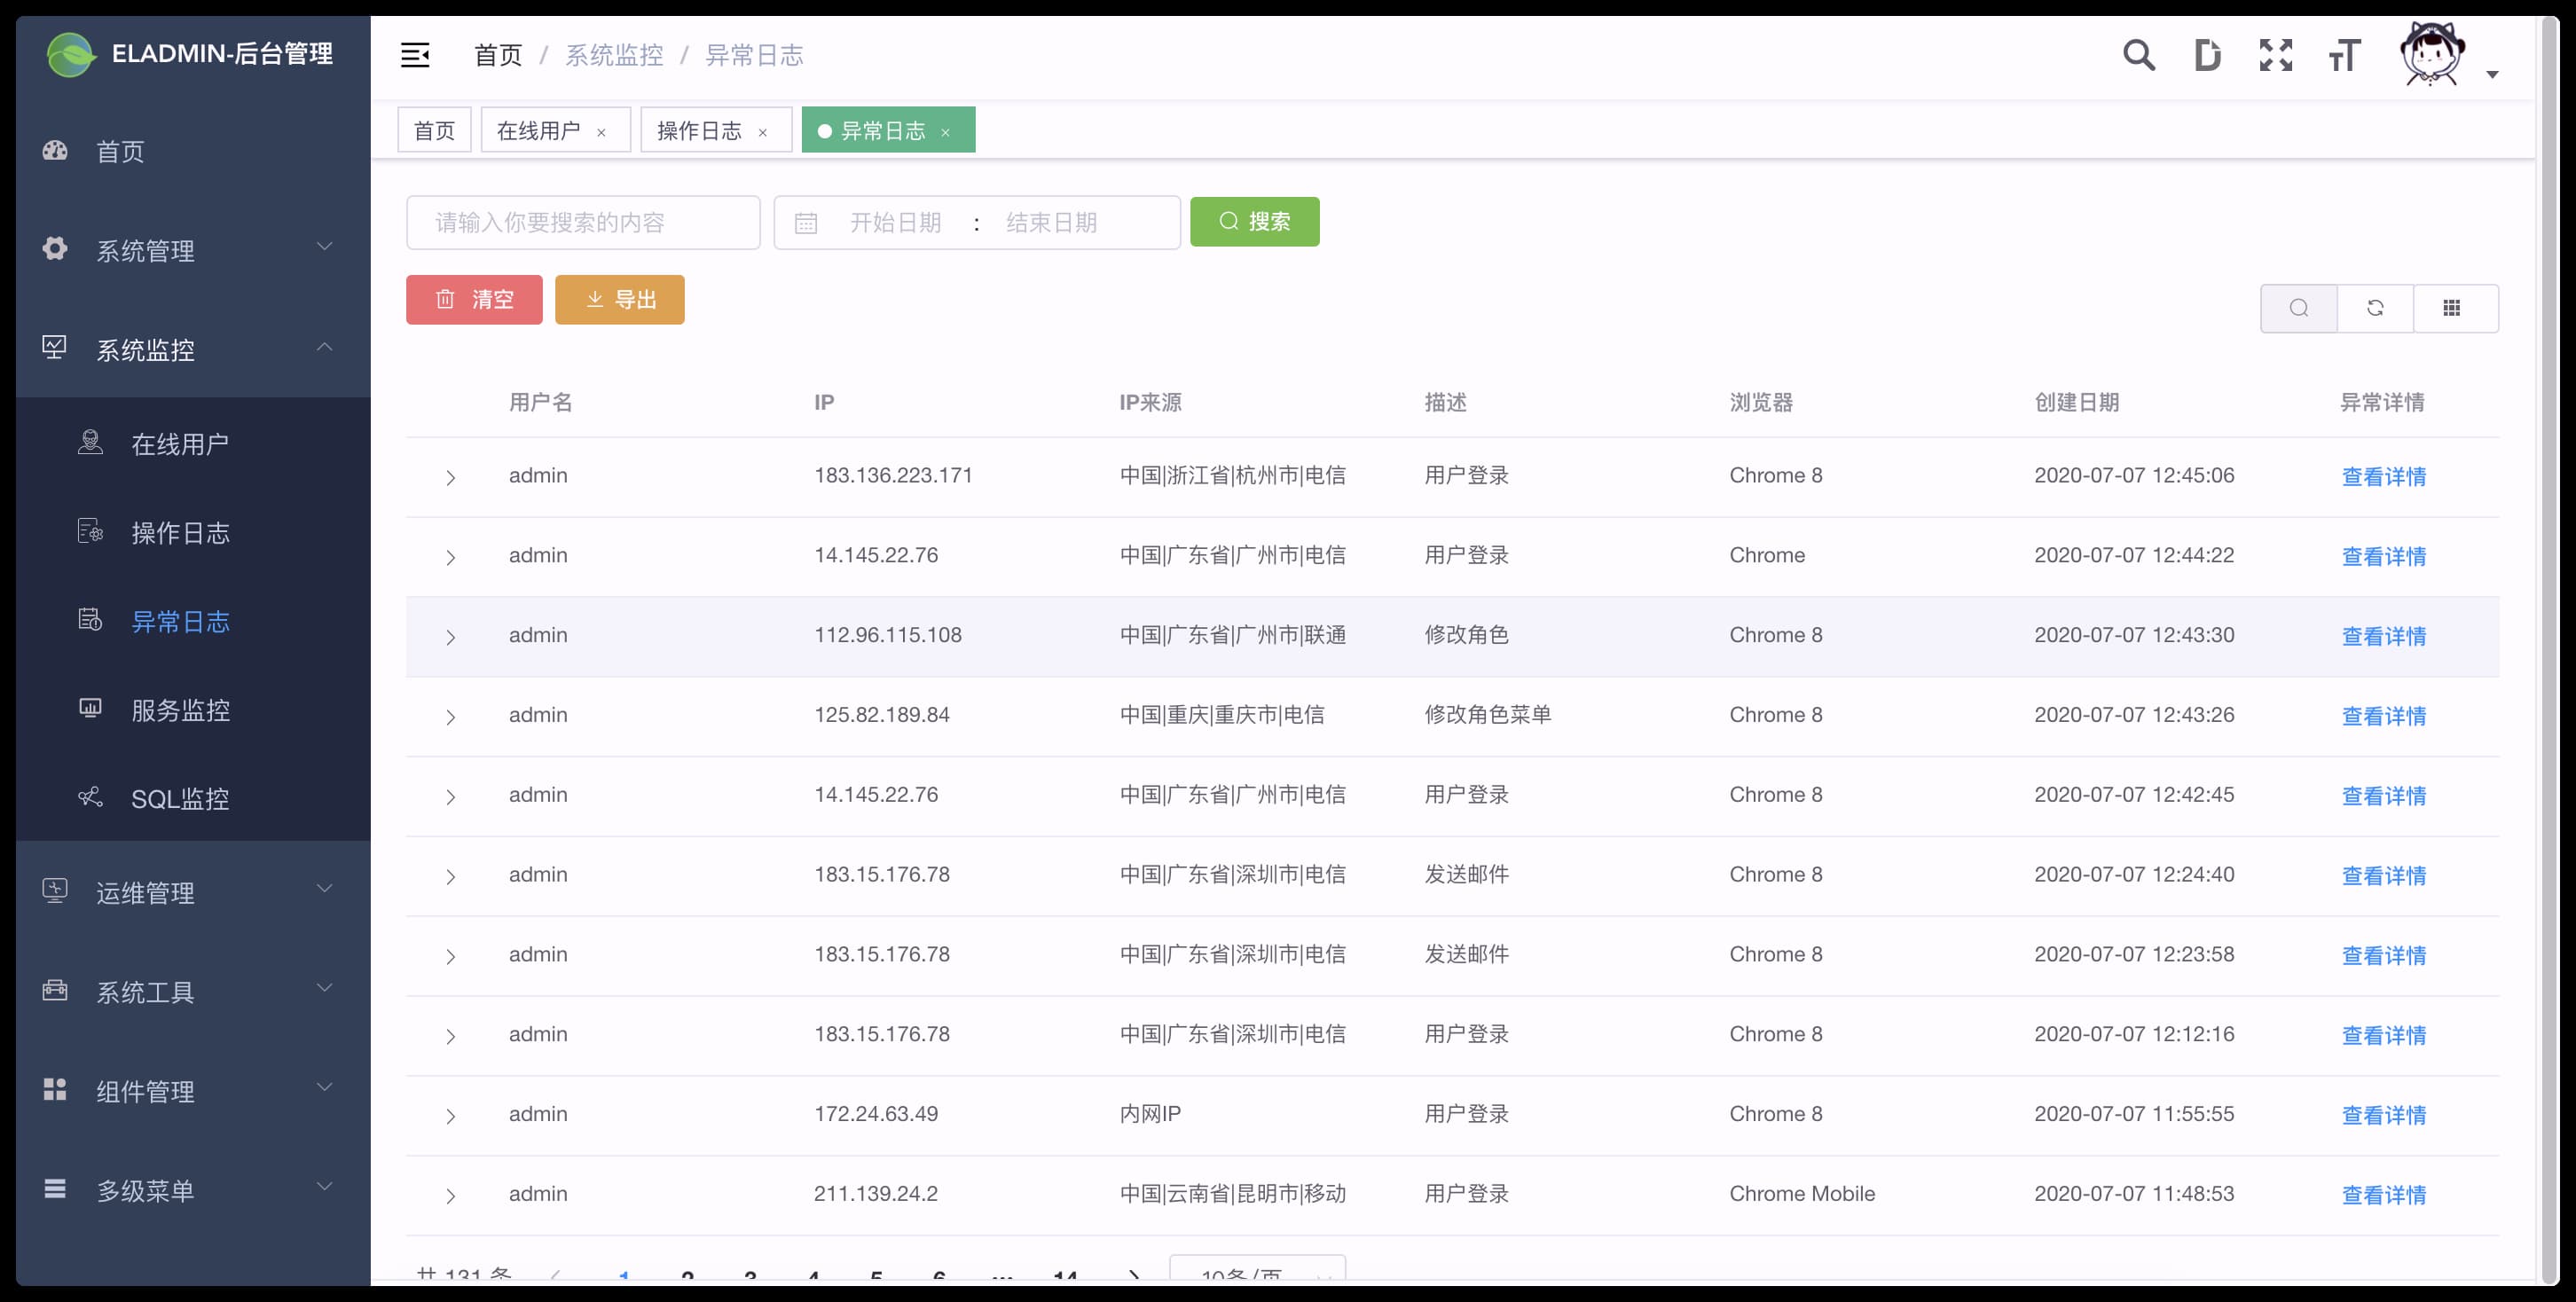 ELADMIN-后台管理
首页
系统管理
系统监控
在线用户
操作日志
异常日志
服务监控
SQL监控
运维管理
系统工具
组件管理
多级菜单
首页 / 系统监控 / 异常日志
首页 在线用户 × 操作日志 × 异常日志 ×
请输入你要搜索的内容 开始日期 : 结束日期 搜索
清空 导出
用户名 IP IP来源 描述 浏览器 创建日期 异常详情
admin 183.136.223.171 中国|浙江省|杭州市|电信 用户登录 Chrome 8 2020-07-07 12:45:06 查看详情
admin 14.145.22.76 中国|广东省|广州市|电信 用户登录 Chrome 2020-07-07 12:44:22 查看详情
admin 112.96.115.108 中国|广东省|广州市|联通 修改角色 Chrome 8 2020-07-07 12:43:30 查看详情
admin 125.82.189.84 中国|重庆|重庆市|电信 修改角色菜单 Chrome 8 2020-07-07 12:43:26 查看详情
admin 14.145.22.76 中国|广东省|广州市|电信 用户登录 Chrome 8 2020-07-07 12:42:45 查看详情
admin 183.15.176.78 中国|广东省|深圳市|电信 发送邮件 Chrome 8 2020-07-07 12:24:40 查看详情
admin 183.15.176.78 中国|广东省|深圳市|电信 发送邮件 Chrome 8 2020-07-07 12:23:58 查看详情
admin 183.15.176.78 中国|广东省|深圳市|电信 用户登录 Chrome 8 2020-07-07 12:12:16 查看详情
admin 172.24.63.49 内网IP 用户登录 Chrome 8 2020-07-07 11:55:55 查看详情
admin 211.139.24.2 中国|云南省|昆明市|移动 用户登录 Chrome Mobile 2020-07-07 11:48:53 查看详情
共 131 条 1 2 3 4 5 6 ... 14 10条/页